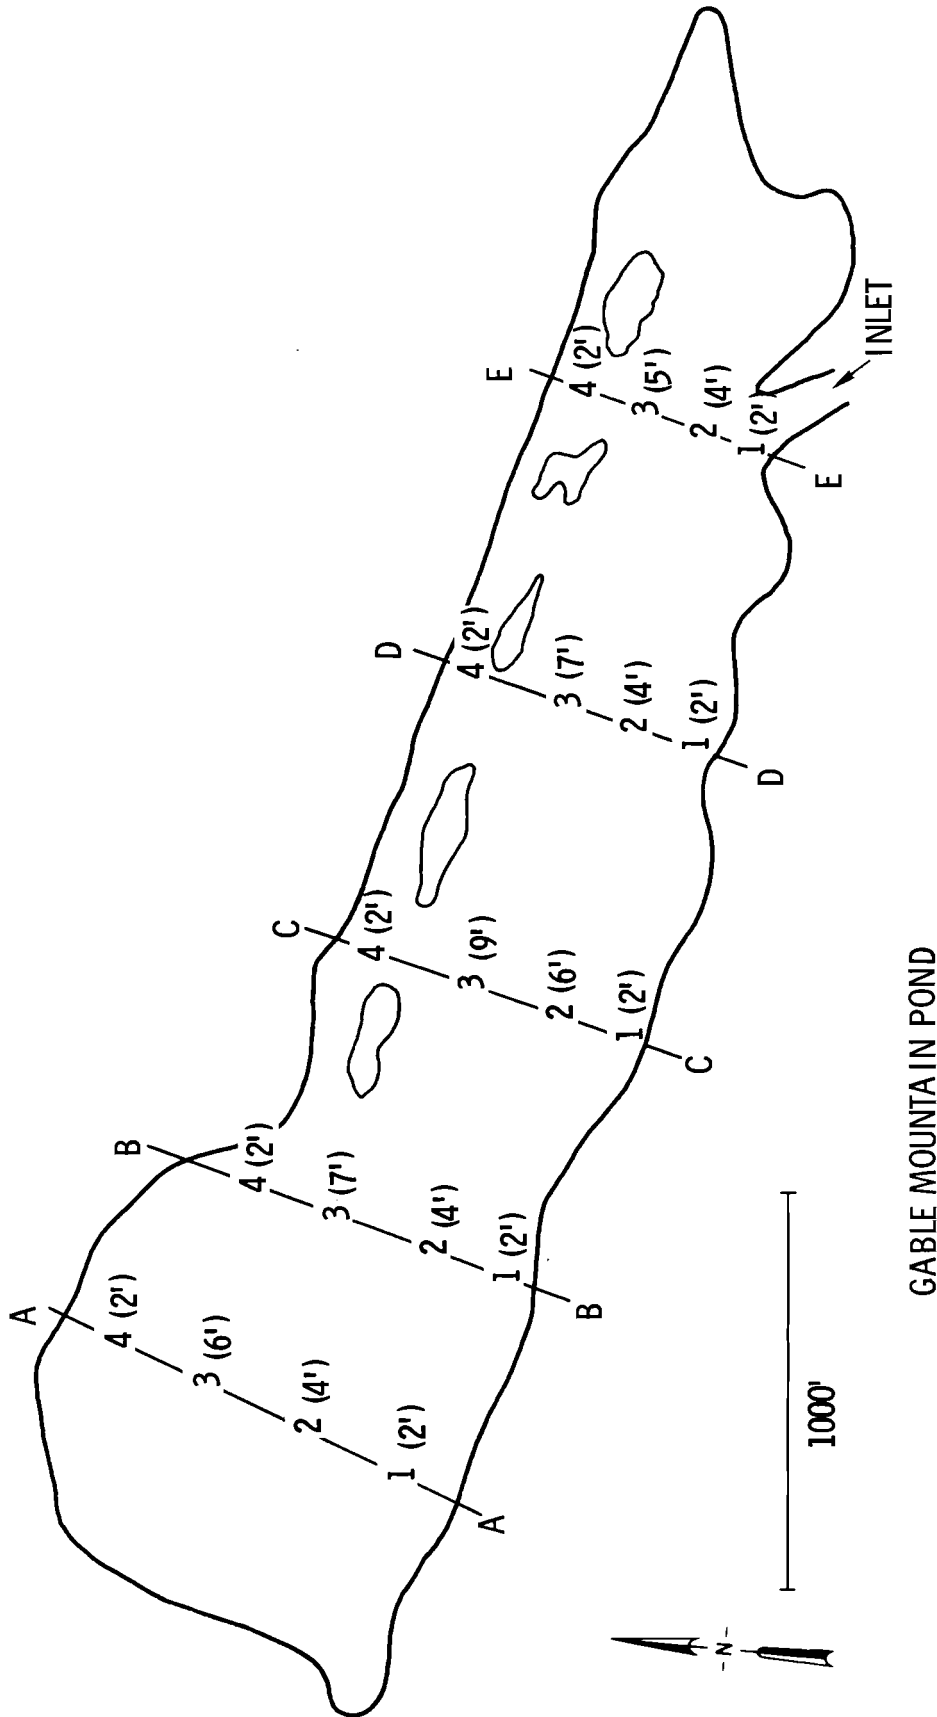 A
4 (2')
3 (6')
2 (4')
1 (2')
A
B
4 (2')
3 (7')
2 (4')
1 (2')
B
C
4 (2')
3 (9')
2 (6')
1 (2')
C
D
4 (2')
3 (7')
2 (4')
1 (2')
D
E
4 (2')
3 (5')
2 (4')
1 (2')
E
INLET
-N-
1000'
GABLE MOUNTAIN POND